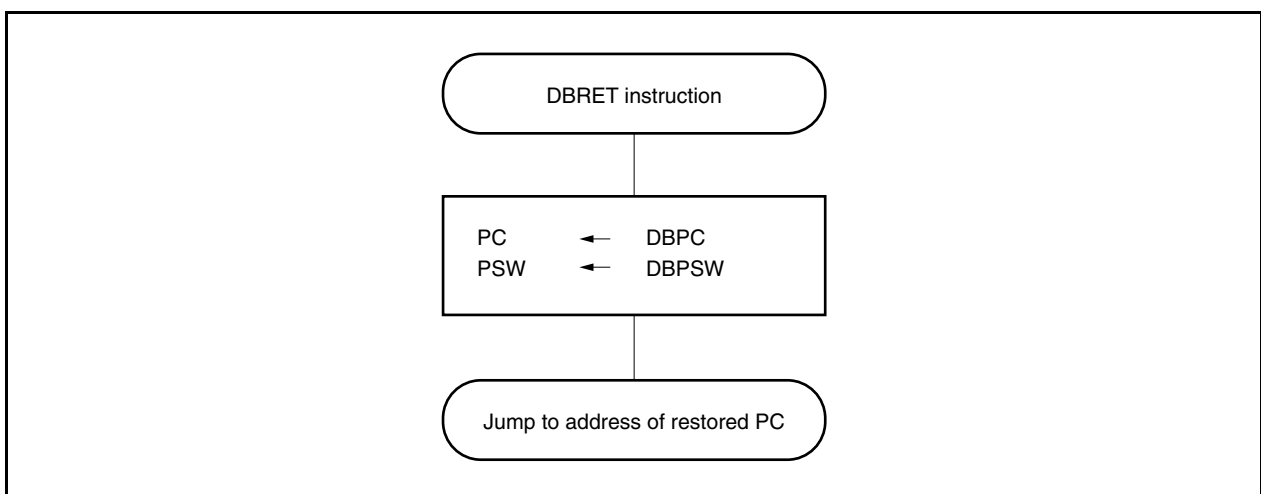 DBRET instruction
PC ← DBPC
PSW ← DBPSW
Jump to address of restored PC